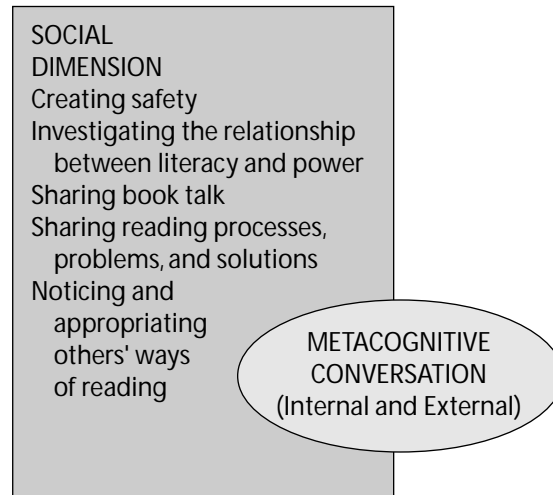 SOCIAL
DIMENSION
Creating safety
Investigating the relationship
between literacy and power
Sharing book talk
Sharing reading processes,
problems, and solutions
Noticing and
appropriating
others' ways
of reading
METACOGNITIVE
CONVERSATION
(Internal and External)